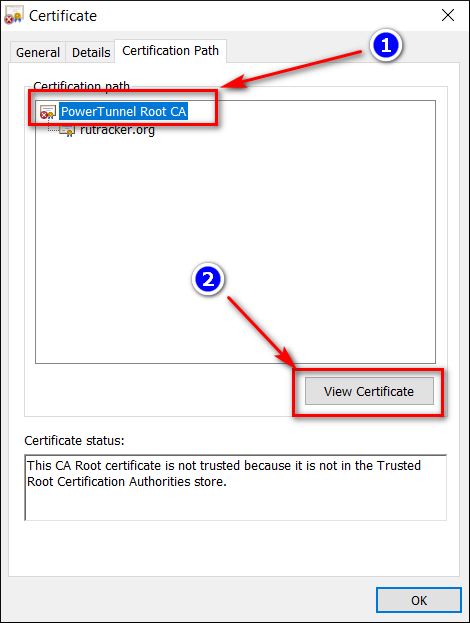 Certificate
General
Details
Certification Path
1
Certification path
PowerTunnel Root CA
rutracker.org
2
View Certificate
Certificate status:
This CA Root certificate is not trusted because it is not in the Trusted
Root Certification Authorities store.
OK